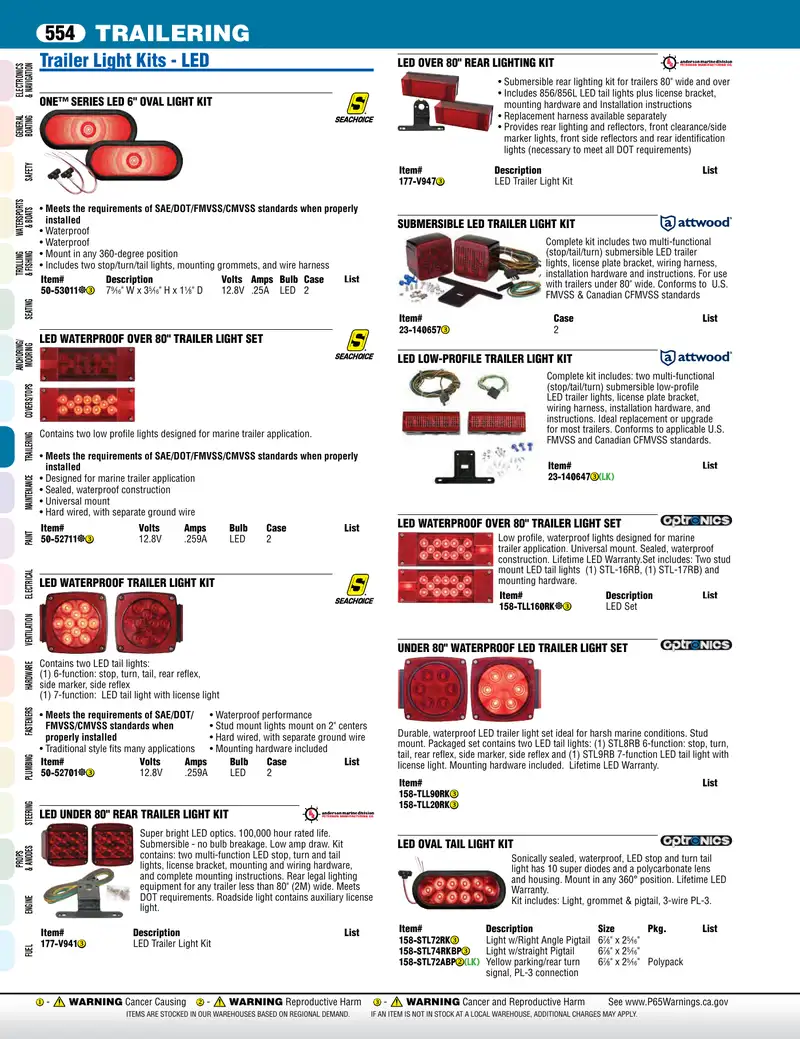 554 TRAILERING
Trailer Light Kits - LED
ELECTRONICS
& NAVIGATION
GENERAL
BOATING
SAFETY
WATERSPORTS
& BOATS
TROLLING
& FISHING
SEATING
ANCHORING/
MOORING
COVERS/TOPS
TRAILERING
MAINTENANCE
PAINT
ELECTRICAL
VENTILATION
HARDWARE
FASTENERS
PLUMBING
STEERING
PROPS
& ANODES
ENGINE
FUEL
ONE™ SERIES LED 6" OVAL LIGHT KIT
SEACHOICE
• Meets the requirements of SAE/DOT/FMVSS/CMVSS standards when properly
installed
• Waterproof
• Waterproof
• Mount in any 360-degree position
• Includes two stop/turn/tail lights, mounting grommets, and wire harness
Item# Description Volts Amps Bulb Case List
50-53011 3 7⁹⁄₁₆" W x 3⁵⁄₁₆" H x 1¹⁄₈" D 12.8V .25A LED 2
LED WATERPROOF OVER 80" TRAILER LIGHT SET
SEACHOICE
Contains two low profile lights designed for marine trailer application.
• Meets the requirements of SAE/DOT/FMVSS/CMVSS standards when properly
installed
• Designed for marine trailer application
• Sealed, waterproof construction
• Universal mount
• Hard wired, with separate ground wire
Item# Volts Amps Bulb Case List
50-52711 3 12.8V .259A LED 2
LED WATERPROOF TRAILER LIGHT KIT
SEACHOICE
Contains two LED tail lights:
(1) 6-function: stop, turn, tail, rear reflex,
side marker, side reflex
(1) 7-function: LED tail light with license light
• Meets the requirements of SAE/DOT/
FMVSS/CMVSS standards when
properly installed
• Traditional style fits many applications
• Waterproof performance
• Stud mount lights mount on 2" centers
• Hard wired, with separate ground wire
• Mounting hardware included
Item# Volts Amps Bulb Case List
50-52701 3 12.8V .259A LED 2
LED UNDER 80" REAR TRAILER LIGHT KIT
anderson marine division
PETERSON MANUFACTURING CO.
Super bright LED optics. 100,000 hour rated life.
Submersible - no bulb breakage. Low amp draw. Kit
contains: two multi-function LED stop, turn and tail
lights, license bracket, mounting and wiring hardware,
and complete mounting instructions. Rear legal lighting
equipment for any trailer less than 80" (2M) wide. Meets
DOT requirements. Roadside light contains auxiliary license
light.
Item# Description List
177-V941 3 LED Trailer Light Kit
LED OVER 80" REAR LIGHTING KIT
anderson marine division
PETERSON MANUFACTURING CO.
• Submersible rear lighting kit for trailers 80" wide and over
• Includes 856/856L LED tail lights plus license bracket,
mounting hardware and Installation instructions
• Replacement harness available separately
• Provides rear lighting and reflectors, front clearance/side
marker lights, front side reflectors and rear identification
lights (necessary to meet all DOT requirements)
Item# Description List
177-V947 3 LED Trailer Light Kit
SUBMERSIBLE LED TRAILER LIGHT KIT
attwood
Complete kit includes two multi-functional
(stop/tail/turn) submersible LED trailer
lights, license plate bracket, wiring harness,
installation hardware and instructions. For use
with trailers under 80" wide. Conforms to U.S.
FMVSS & Canadian CFMVSS standards
Item# Case List
23-140657 3 2
LED LOW-PROFILE TRAILER LIGHT KIT
attwood
Complete kit includes: two multi-functional
(stop/tail/turn) submersible low-profile
LED trailer lights, license plate bracket,
wiring harness, installation hardware, and
instructions. Ideal replacement or upgrade
for most trailers. Conforms to applicable U.S.
FMVSS and Canadian CFMVSS standards.
Item# List
23-140647 3 (LK)
LED WATERPROOF OVER 80" TRAILER LIGHT SET
OPTRONICS
Low profile, waterproof lights designed for marine
trailer application. Universal mount. Sealed, waterproof
construction. Lifetime LED Warranty.Set includes: Two stud
mount LED tail lights (1) STL-16RB, (1) STL-17RB) and
mounting hardware.
Item# Description List
158-TLL160RK 3 LED Set
UNDER 80" WATERPROOF LED TRAILER LIGHT SET
OPTRONICS
Durable, waterproof LED trailer light set ideal for harsh marine conditions. Stud
mount. Packaged set contains two LED tail lights: (1) STL8RB 6-function: stop, turn,
tail, rear reflex, side marker, side reflex and (1) STL9RB 7-function LED tail light with
license light. Mounting hardware included. Lifetime LED Warranty.
Item# List
158-TLL90RK 3
158-TLL20RK 3
LED OVAL TAIL LIGHT KIT
OPTRONICS
Sonically sealed, waterproof, LED stop and turn tail
light has 10 super diodes and a polycarbonate lens
and housing. Mount in any 360° position. Lifetime LED
Warranty.
Kit includes: Light, grommet & pigtail, 3-wire PL-3.
Item# Description Size Pkg. List
158-STL72RK 3 Light w/Right Angle Pigtail 6⁷⁄₈" x 2⁵⁄₁₆"
158-STL74RKBP 3 Light w/straight Pigtail 6⁷⁄₈" x 2⁵⁄₁₆"
158-STL72ABP 2 (LK) Yellow parking/rear turn 6⁷⁄₈" x 2⁵⁄₁₆" Polypack
signal, PL-3 connection
1 - WARNING Cancer Causing 2 - WARNING Reproductive Harm 3 - WARNING Cancer and Reproductive Harm See www.P65Warnings.ca.gov
ITEMS ARE STOCKED IN OUR WAREHOUSES BASED ON REGIONAL DEMAND. IF AN ITEM IS NOT IN STOCK AT A LOCAL WAREHOUSE, ADDITIONAL CHARGES MAY APPLY.